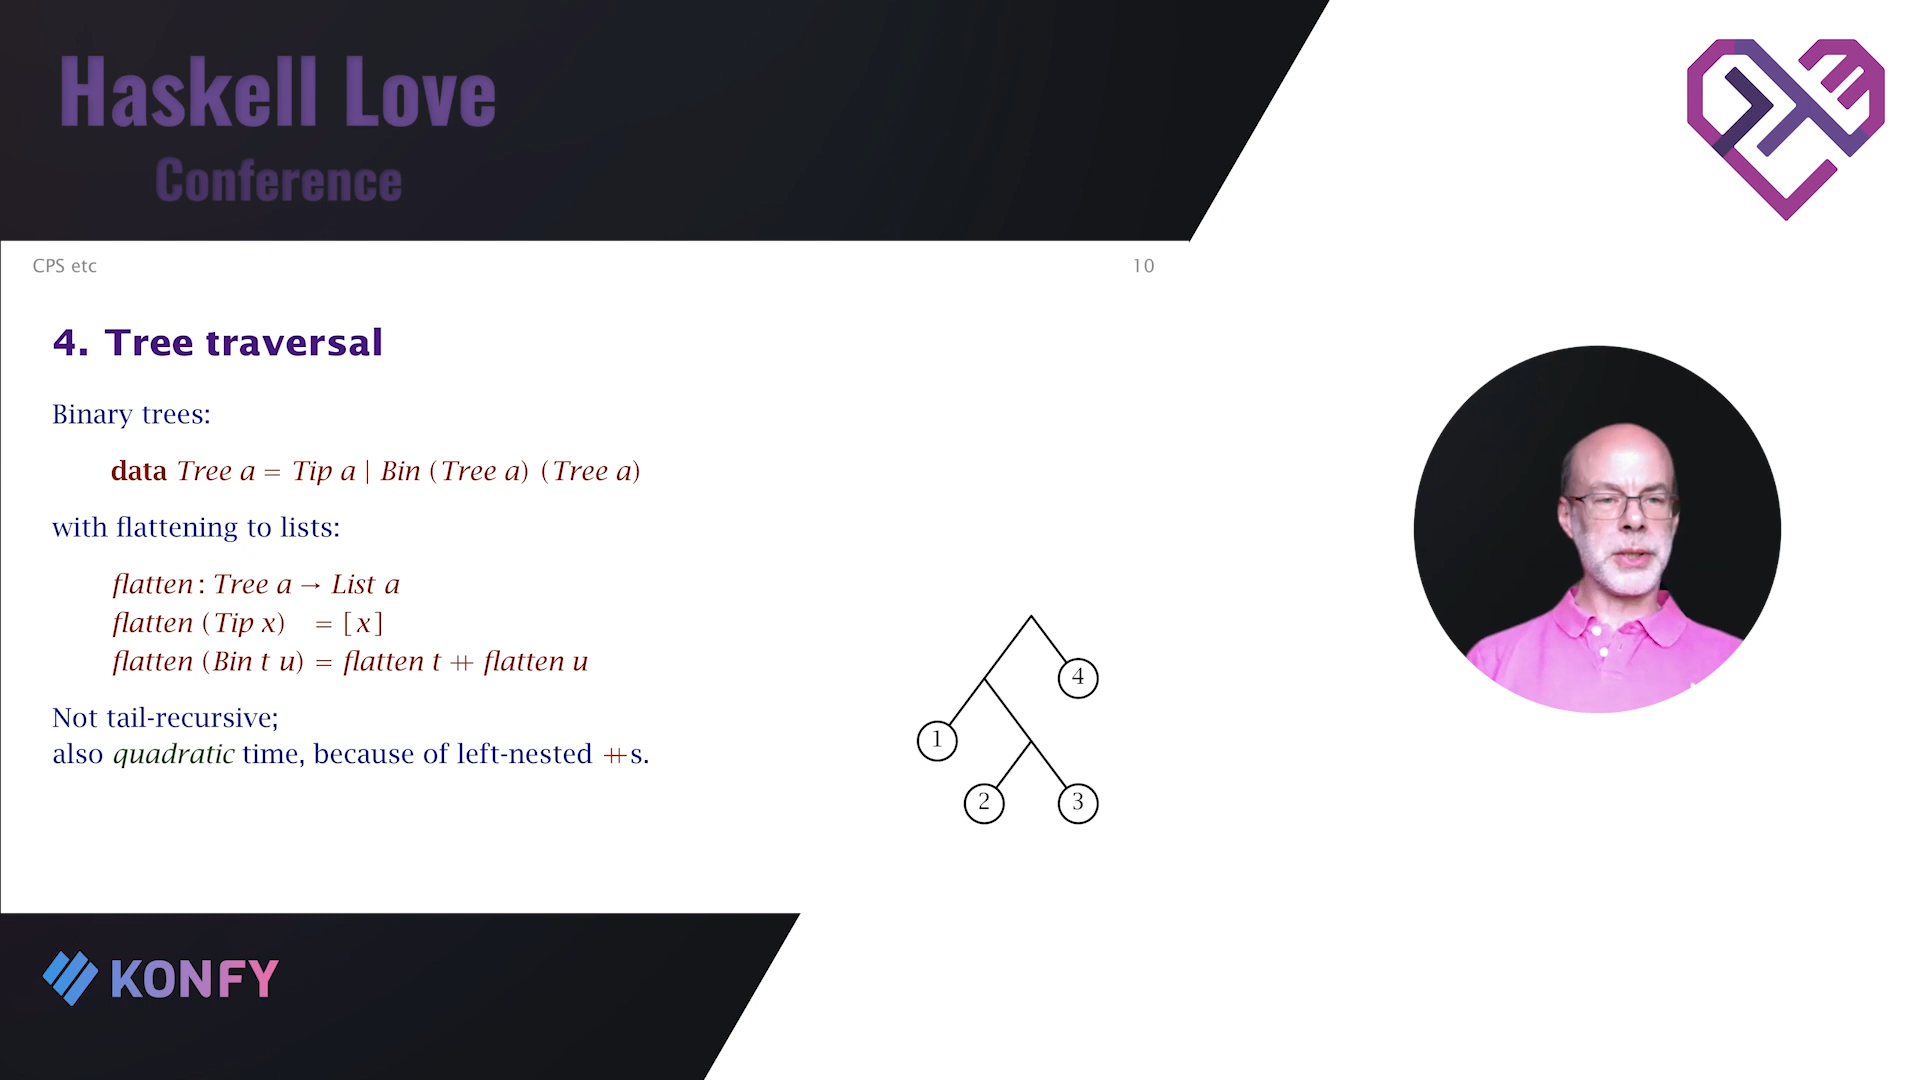 Haskell Love
Conference
CPS etc
10
4. Tree traversal
Binary trees:
data Tree a = Tip a | Bin (Tree a) (Tree a)
with flattening to lists:
flatten : Tree a → List a
flatten (Tip x) = [x]
flatten (Bin t u) = flatten t ++ flatten u
Not tail-recursive;
also quadratic time, because of left-nested ++s.
4
1
2
3
KONFY